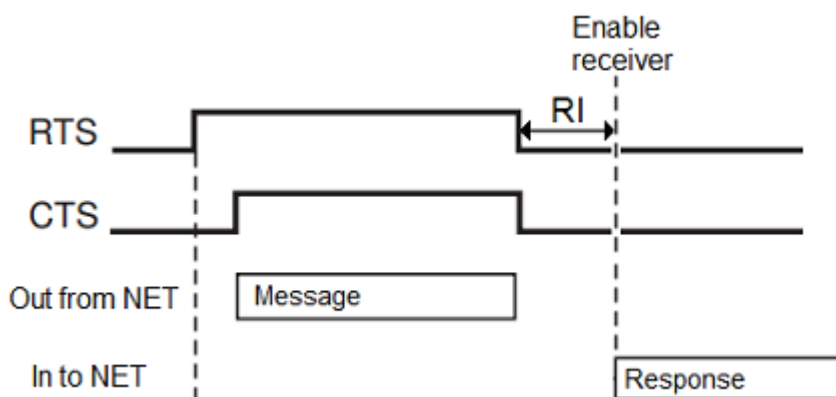 Enable
receiver
RTS
RI
CTS
Out from NET
Message
In to NET
Response